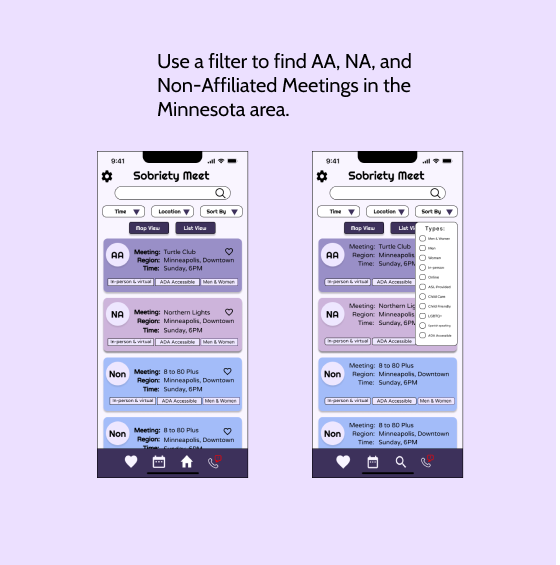 Use a filter to find AA, NA, and
Non-Affiliated Meetings in the
Minnesota area.
9:41
Sobriety Meet
Time
Location
Sort By
Map View
List View
AA
Meeting: Turtle Club
Region: Minneapolis, Downtown
Time: Sunday, 6PM
In-person & virtual
ADA Accessible
Men & Women
NA
Meeting: Northern Lights
Region: Minneapolis, Downtown
Time: Sunday, 6PM
In-person & virtual
ADA Accessible
Men & Women
Non
Meeting: 8 to 80 Plus
Region: Minneapolis, Downtown
Time: Sunday, 6PM
In-person & virtual
ADA Accessible
Men & Women
Non
Meeting: 8 to 80 Plus
Region: Minneapolis, Downtown
9:41
Sobriety Meet
Time
Location
Sort By
Map View
List Vi
Types:
Men & Women
Men
Women
In-person
Online
ASL Provided
Child Care
Child Friendly
LGBTQ+
Spanish speaking
ADA Accessible
AA
Meeting: Turtle Club
Region: Minneapolis
Time: Sunday, 6PM
In-person & virtual
ADA Accessible
NA
Meeting: Northern Lig
Region: Minneapolis
Time: Sunday, 6PM
In-person & virtual
ADA Accessible
Men & Women
Non
Meeting: 8 to 80 Plus
Region: Minneapolis, Downtown
Time: Sunday, 6PM
In-person & virtual
ADA Accessible
Men & Women
Non
Meeting: 8 to 80 Plus
Region: Minneapolis, Downtown
Time: Sunday, 6PM